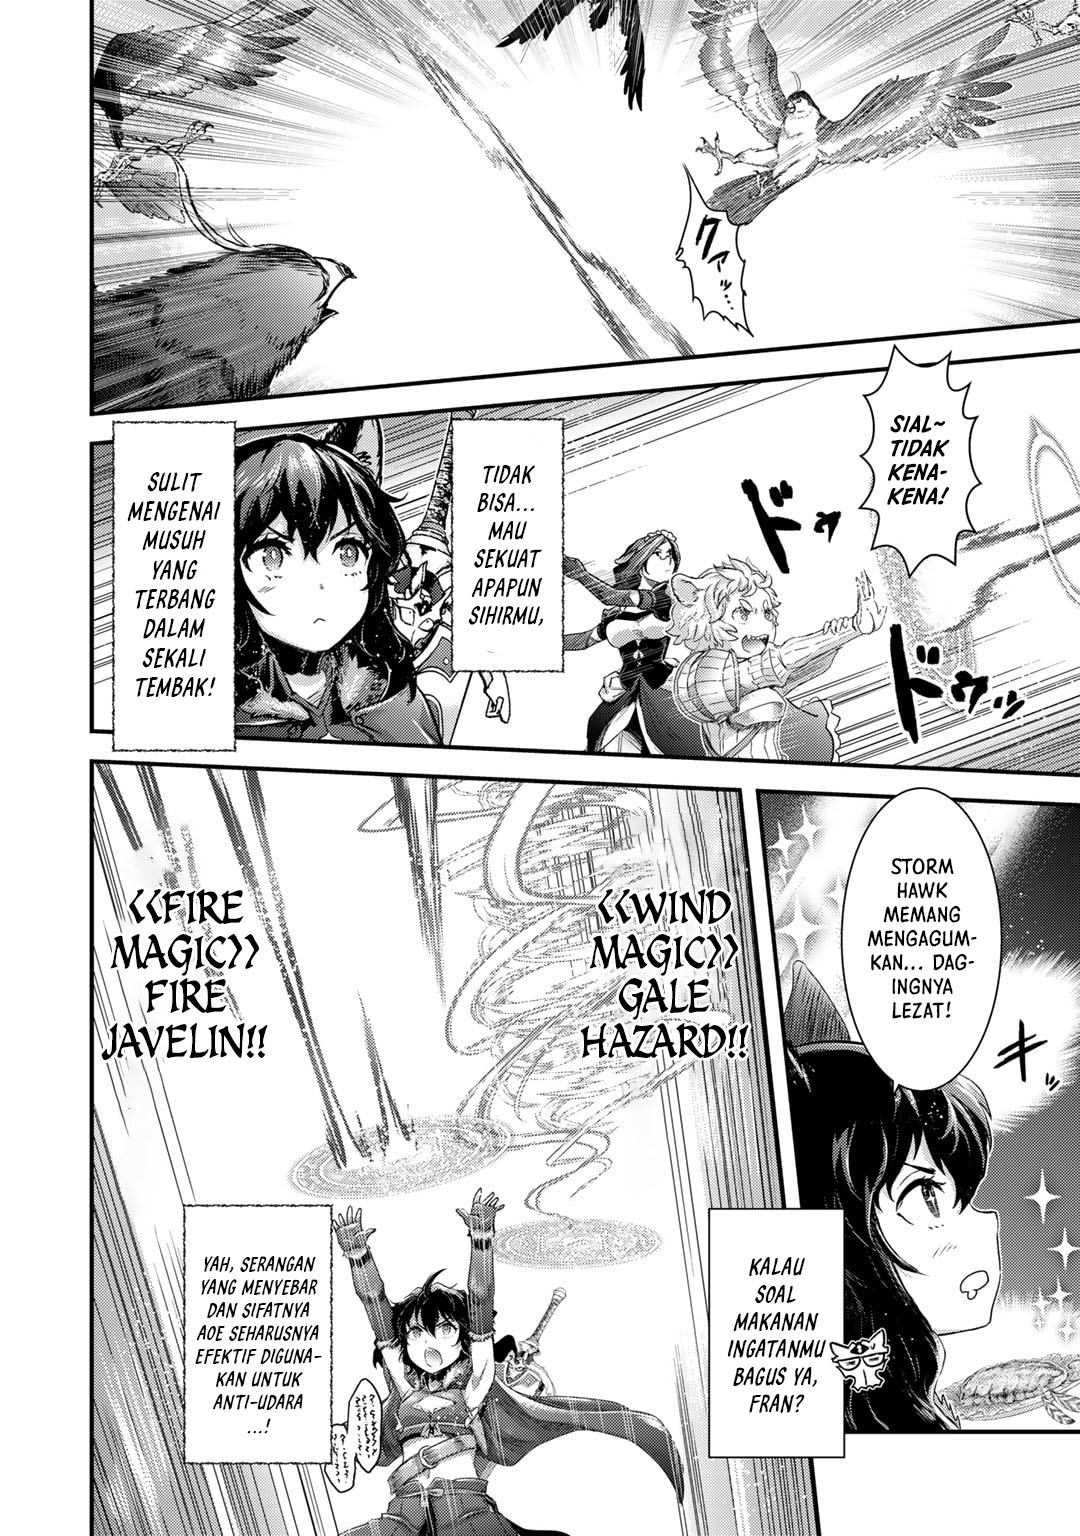 クァッ…
SIAL~
TIDAK
KENA-
KENA!
ドゥ
ドゥッ
TIDAK
BISA...
MAU
SEKUAT
APAPUN
SIHIRMU,
SULIT
MENGENAI
MUSUH
YANG
TERBANG
DALAM
SEKALI
TEMBAK!
STORM
HAWK
MEMANG
MENGAGUM-
KAN... DAG-
INGNYA
LEZAT!
キッ
KALAU
SOAL
MAKANAN
INGATANMU
BAGUS YA,
FRAN?
<<WIND
MAGIC>>
GALE
HAZARD!!
<<FIRE
MAGIC>>
FIRE
JAVELIN!!
YAH, SERANGAN
YANG MENYEBAR
DAN SIFATNYA
AOE SEHARUSNYA
EFEKTIF DIGUNA-
KAN UNTUK
ANTI-UDARA
...!